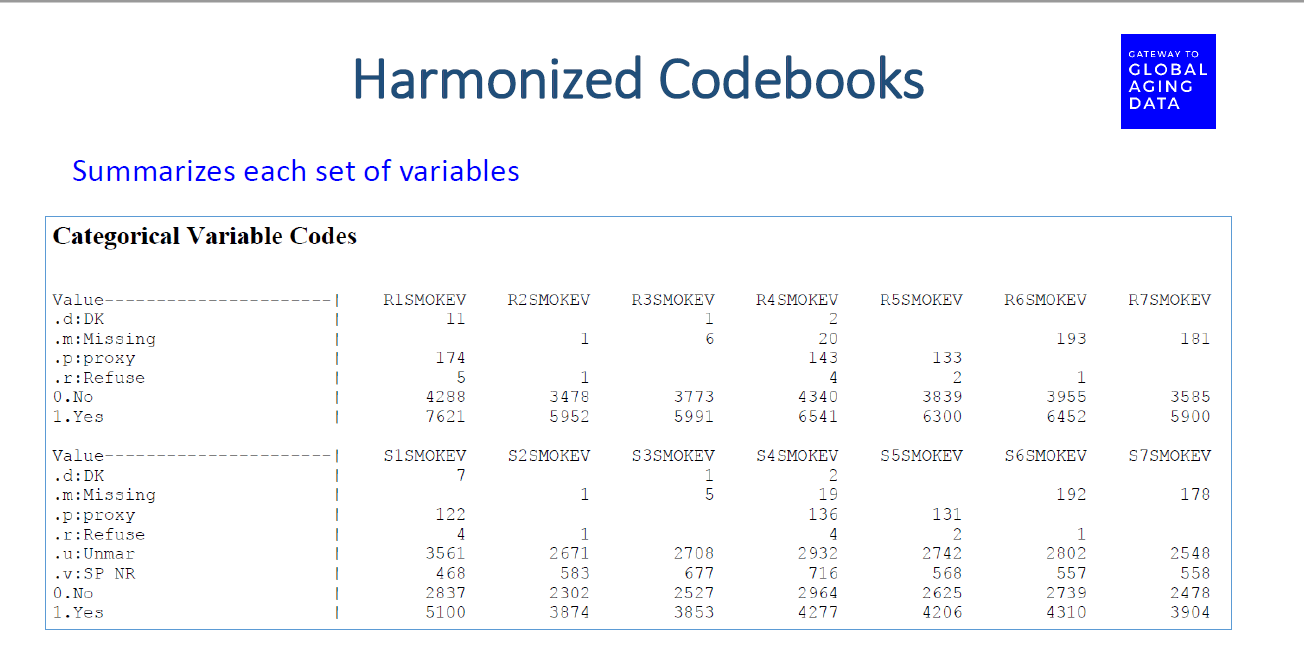 Harmonized Codebooks
GATEWAY TO
GLOBAL
AGING
DATA
Summarizes each set of variables
Categorical Variable Codes
Value----------------------| R1SMOKEV R2SMOKEV R3SMOKEV R4SMOKEV R5SMOKEV R6SMOKEV R7SMOKEV
.d:DK | 11 1 2
.m:Missing | 1 6 20 193 181
.p:proxy | 174 143 133
.r:Refuse | 5 1 4 2 1
0.No | 4288 3478 3773 4340 3839 3955 3585
1.Yes | 7621 5952 5991 6541 6300 6452 5900
Value----------------------| S1SMOKEV S2SMOKEV S3SMOKEV S4SMOKEV S5SMOKEV S6SMOKEV S7SMOKEV
.d:DK | 7 1 2
.m:Missing | 1 5 19 192 178
.p:proxy | 122 136 131
.r:Refuse | 4 1 4 2 1
.u:Unmar | 3561 2671 2708 2932 2742 2802 2548
.v:SP NR | 468 583 677 716 568 557 558
0.No | 2837 2302 2527 2964 2625 2739 2478
1.Yes | 5100 3874 3853 4277 4206 4310 3904